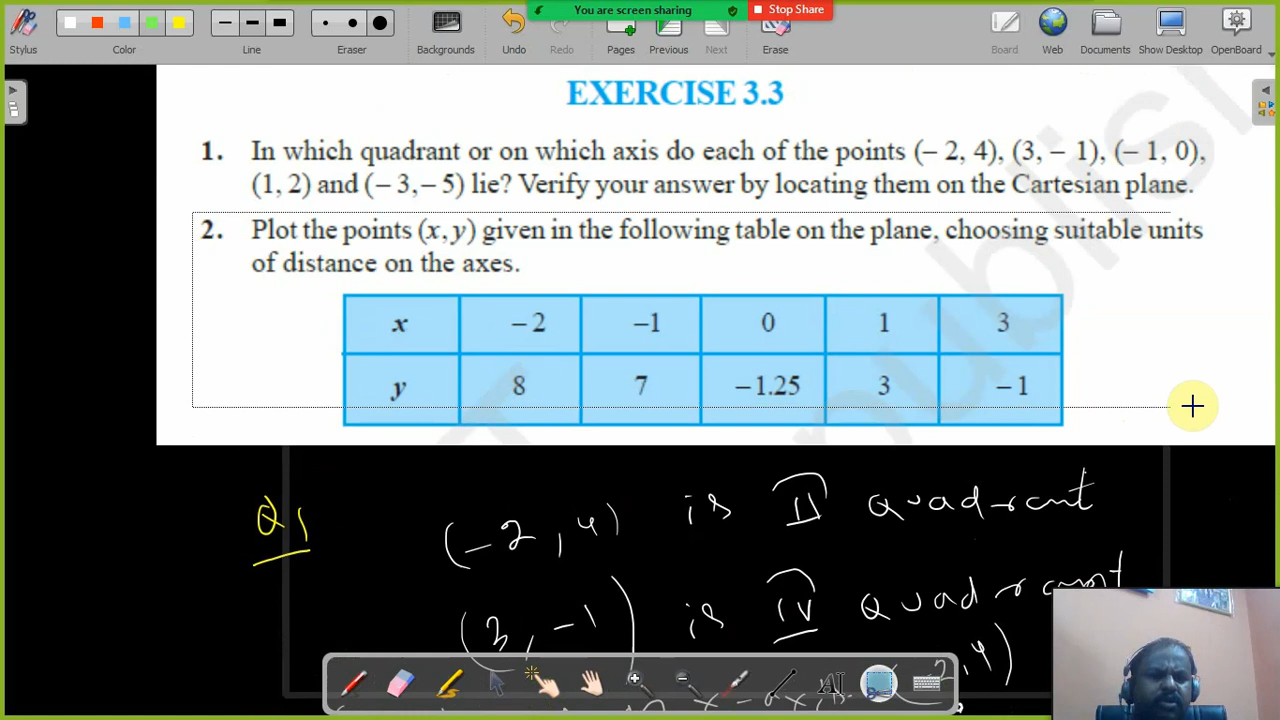 You are screen sharing Stop Share
Stylus Color Line Eraser Backgrounds Undo Redo Pages Previous Next Erase Board Web Documents Show Desktop OpenBoard
EXERCISE 3.3
1. In which quadrant or on which axis do each of the points (– 2, 4), (3, – 1), (– 1, 0),
(1, 2) and (– 3, – 5) lie? Verify your answer by locating them on the Cartesian plane.
2. Plot the points (x, y) given in the following table on the plane, choosing suitable units
of distance on the axes.
x – 2 –1 0 1 3
y 8 7 –1.25 3 – 1
Q1 (-2, 4) is II quadrant
(3, -1) is IV quadrant